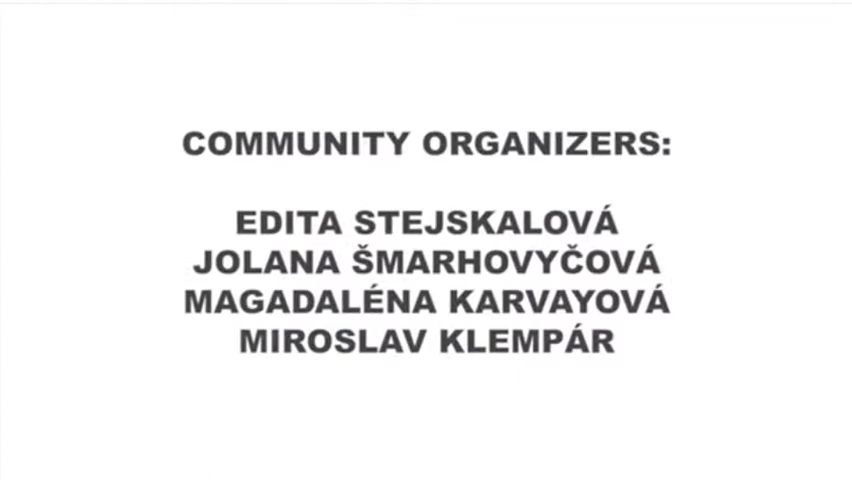 COMMUNITY ORGANIZERS:
EDITA STEJSKALOVÁ
JOLANA ŠMARHOVYČOVÁ
MAGADALÉNA KARVAYOVÁ
MIROSLAV KLEMPÁR